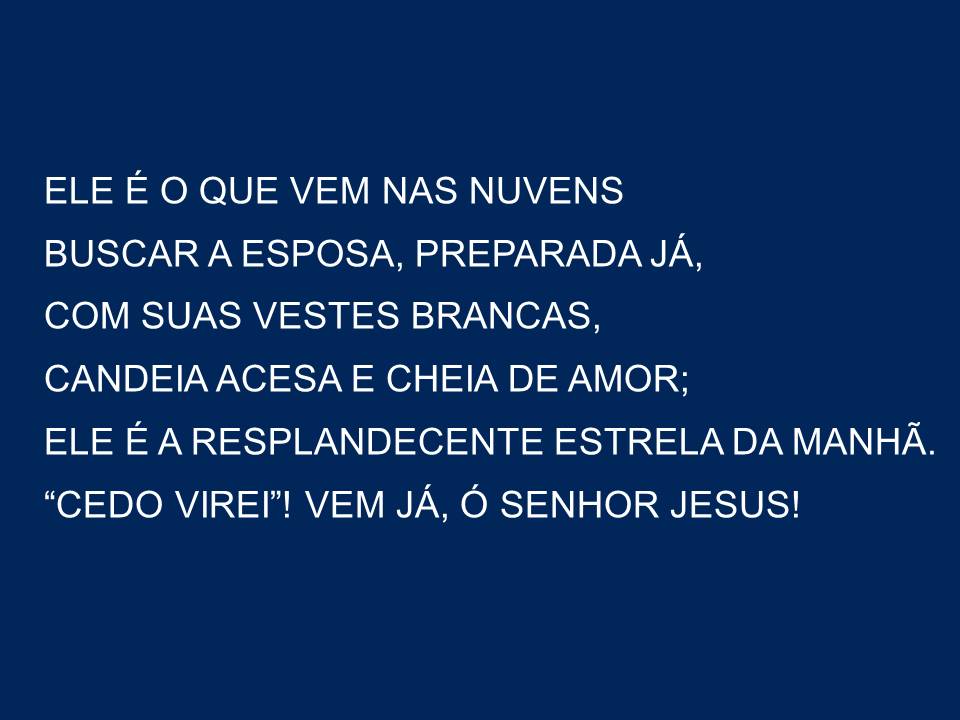 ELE É O QUE VEM NAS NUVENS
BUSCAR A ESPOSA, PREPARADA JÁ,
COM SUAS VESTES BRANCAS,
CANDEIA ACESA E CHEIA DE AMOR;
ELE É A RESPLANDECENTE ESTRELA DA MANHÃ.
“CEDO VIREI”! VEM JÁ, Ó SENHOR JESUS!